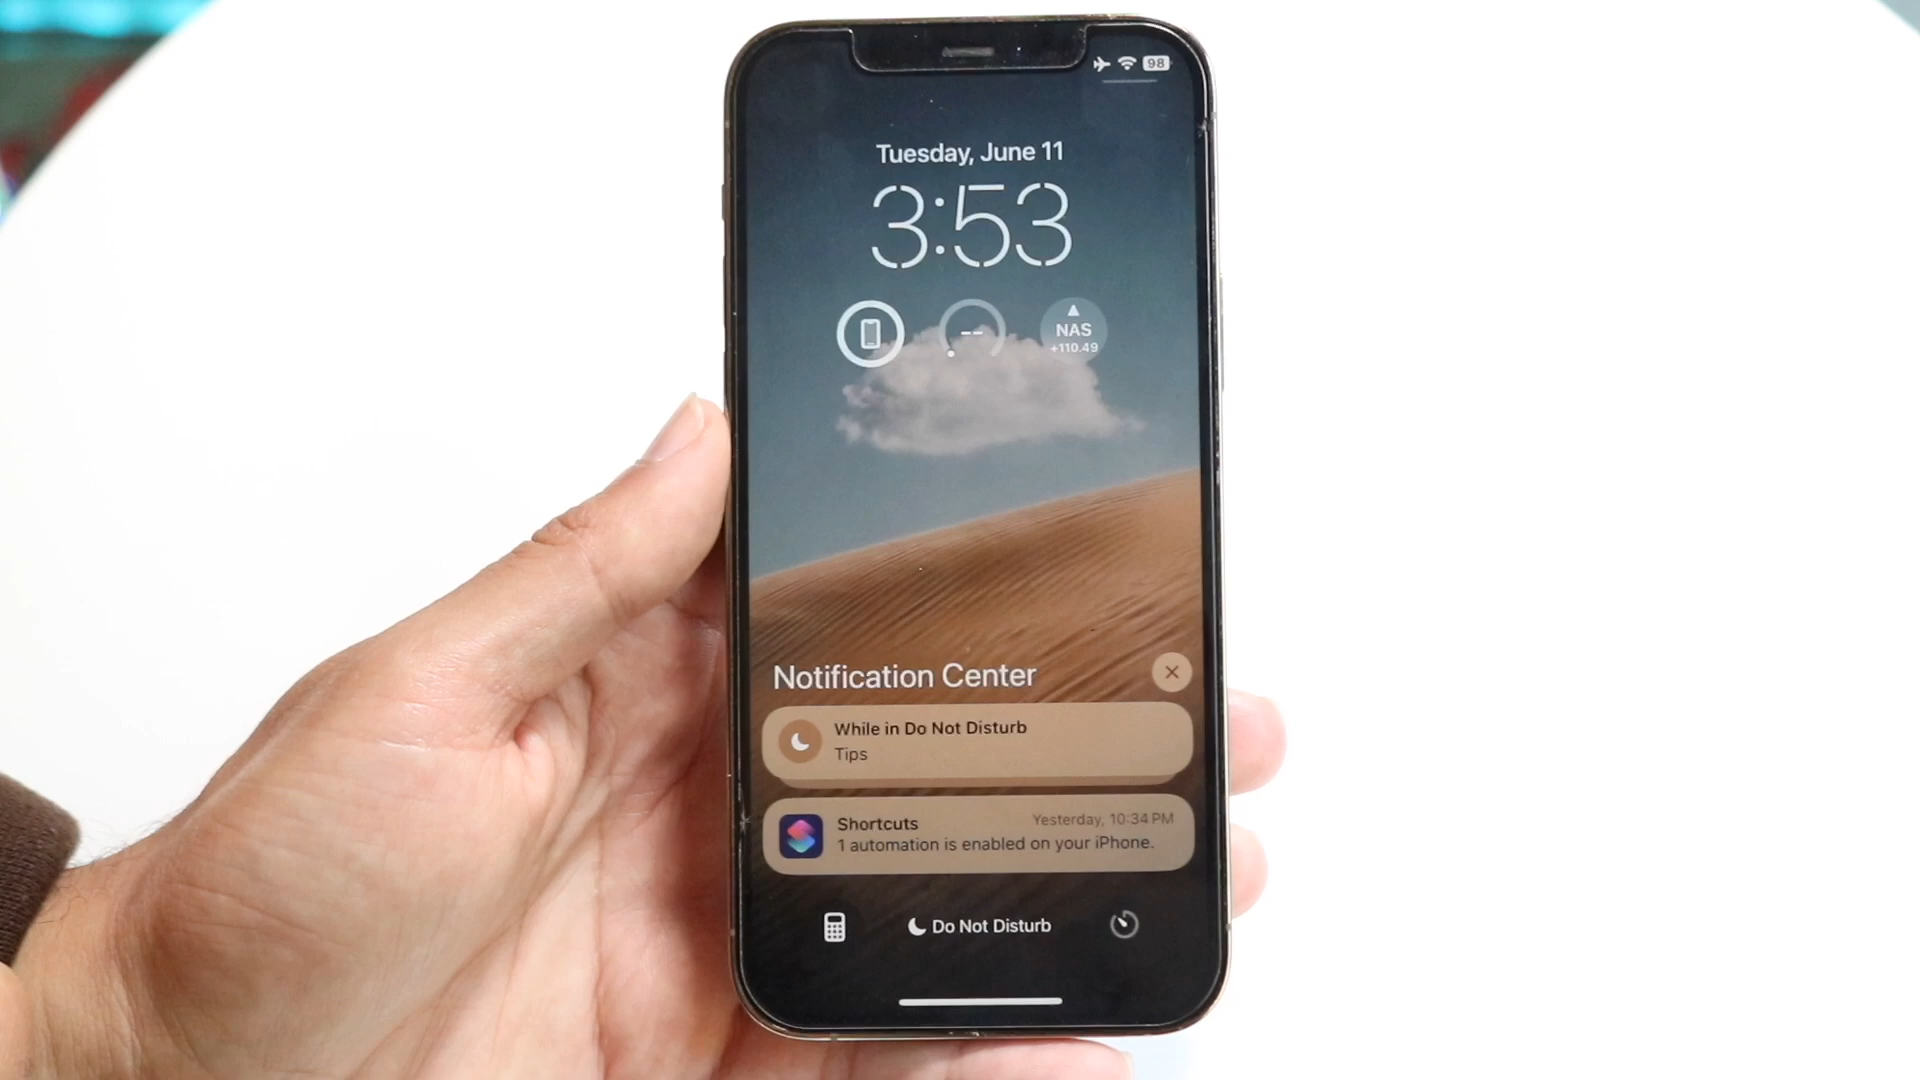 98
Tuesday, June 11
3:53
--
NAS
+110.49
Notification Center
While in Do Not Disturb
Tips
Shortcuts Yesterday, 10:34 PM
1 automation is enabled on your iPhone.
Do Not Disturb